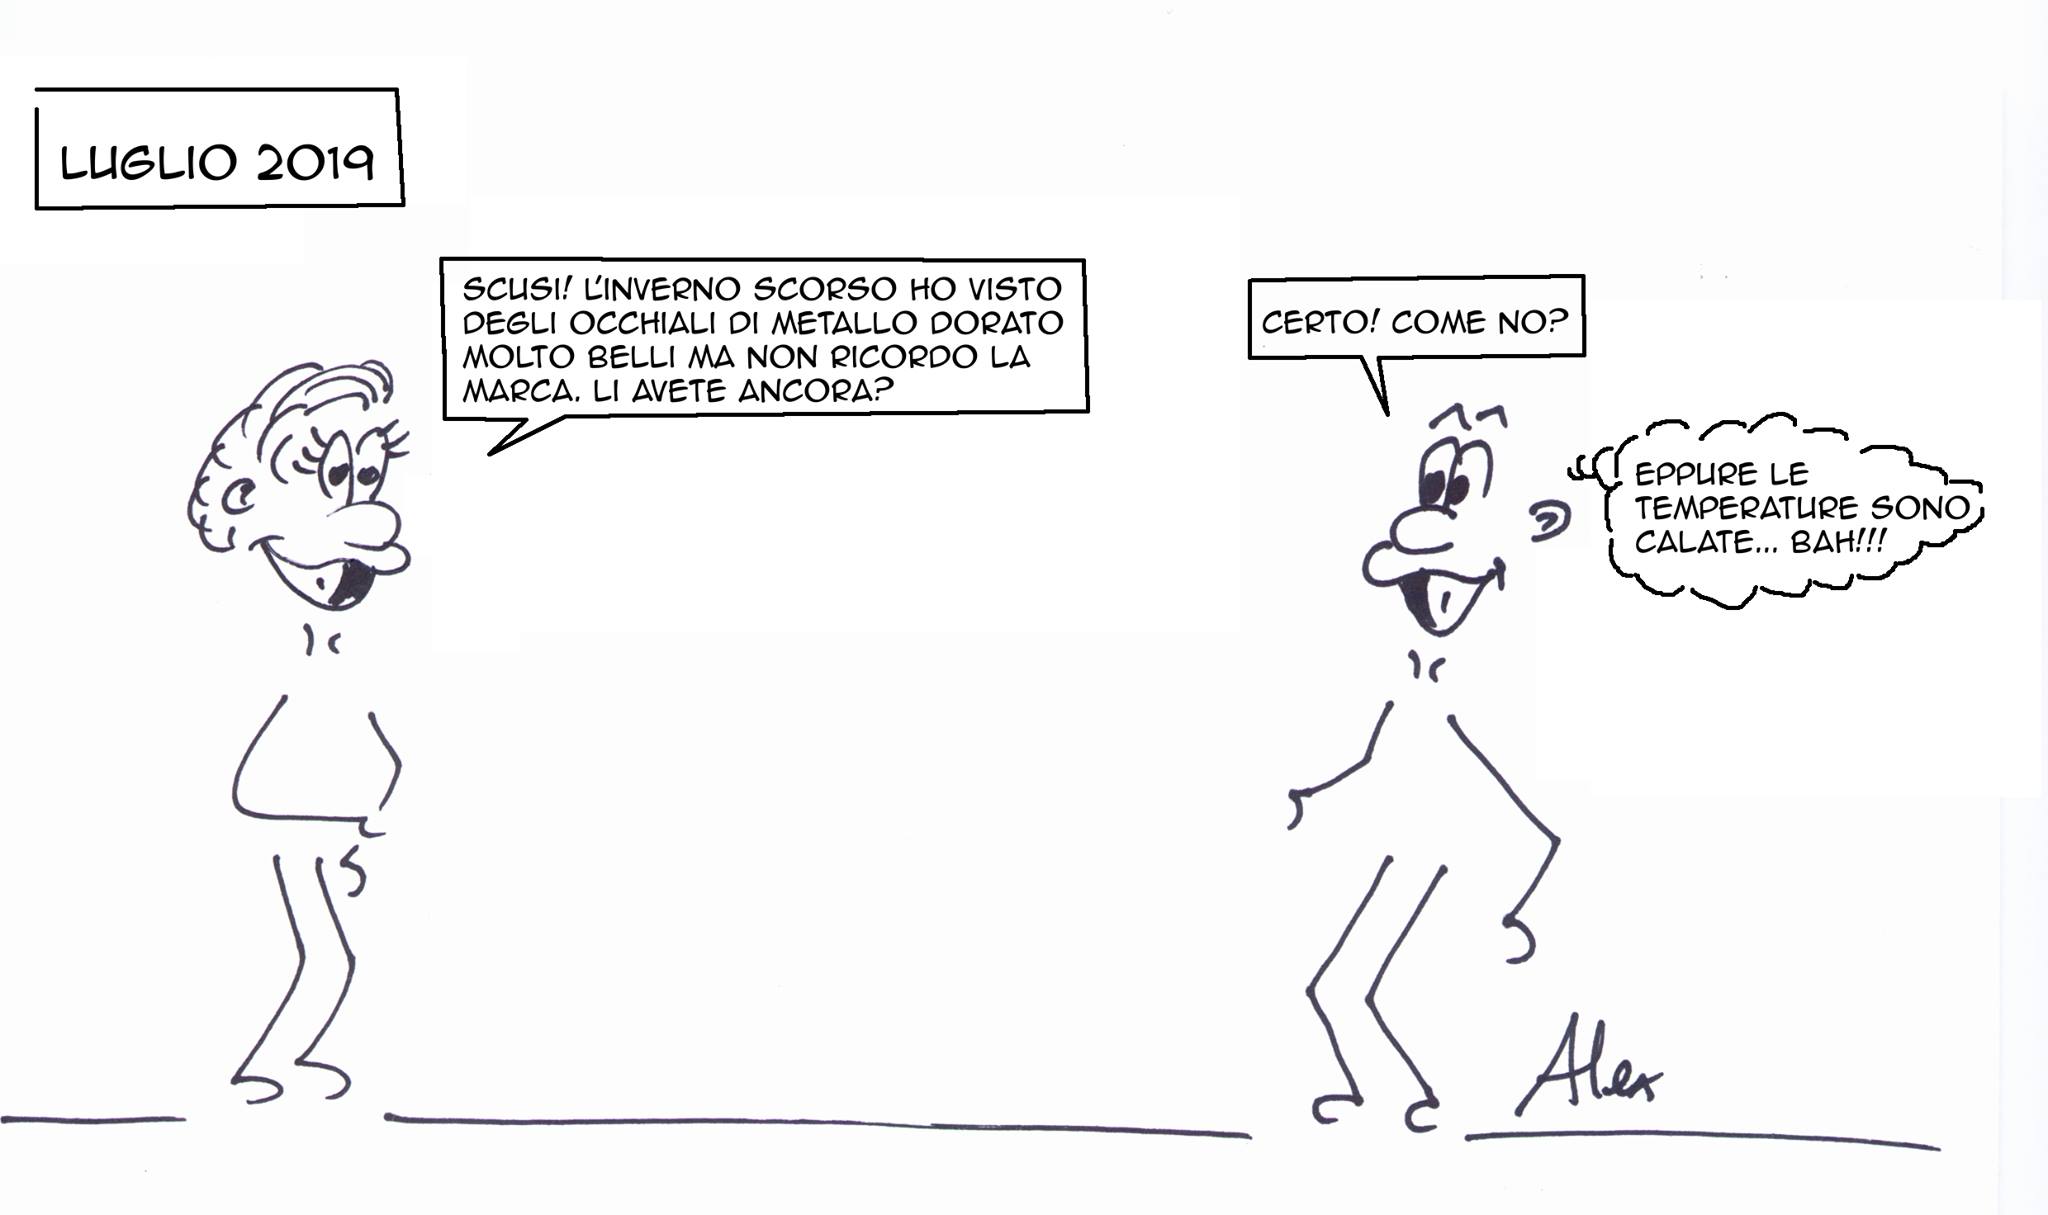 LUGLIO 2019
SCUSI! L'INVERNO SCORSO HO VISTO
DEGLI OCCHIALI DI METALLO DORATO
MOLTO BELLI MA NON RICORDO LA
MARCA. LI AVETE ANCORA?
CERTO! COME NO?
EPPURE LE
TEMPERATURE SONO
CALATE... BAH!!!
Alex